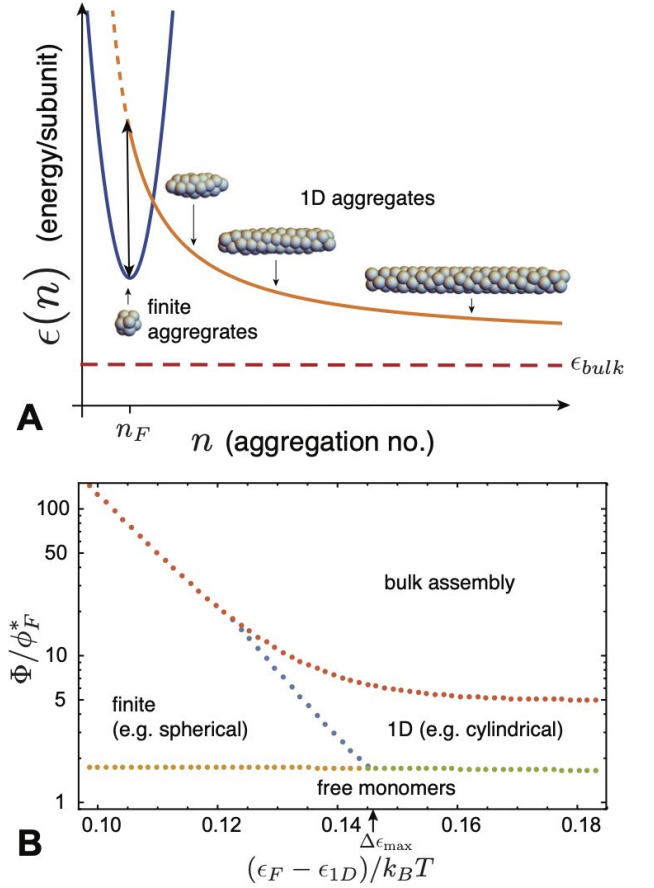 ϵ(n) (energy/subunit)
1D aggregates
finite
aggregrates
ϵ_bulk
A
n_F
n (aggregation no.)
100
50
10
5
1
Φ/ϕ*_F
bulk assembly
finite
(e.g. spherical)
1D (e.g. cylindrical)
free monomers
0.10 0.12 0.14 0.16 0.18
Δϵ_max
B
(ϵ_F − ϵ_1D)/k_BT